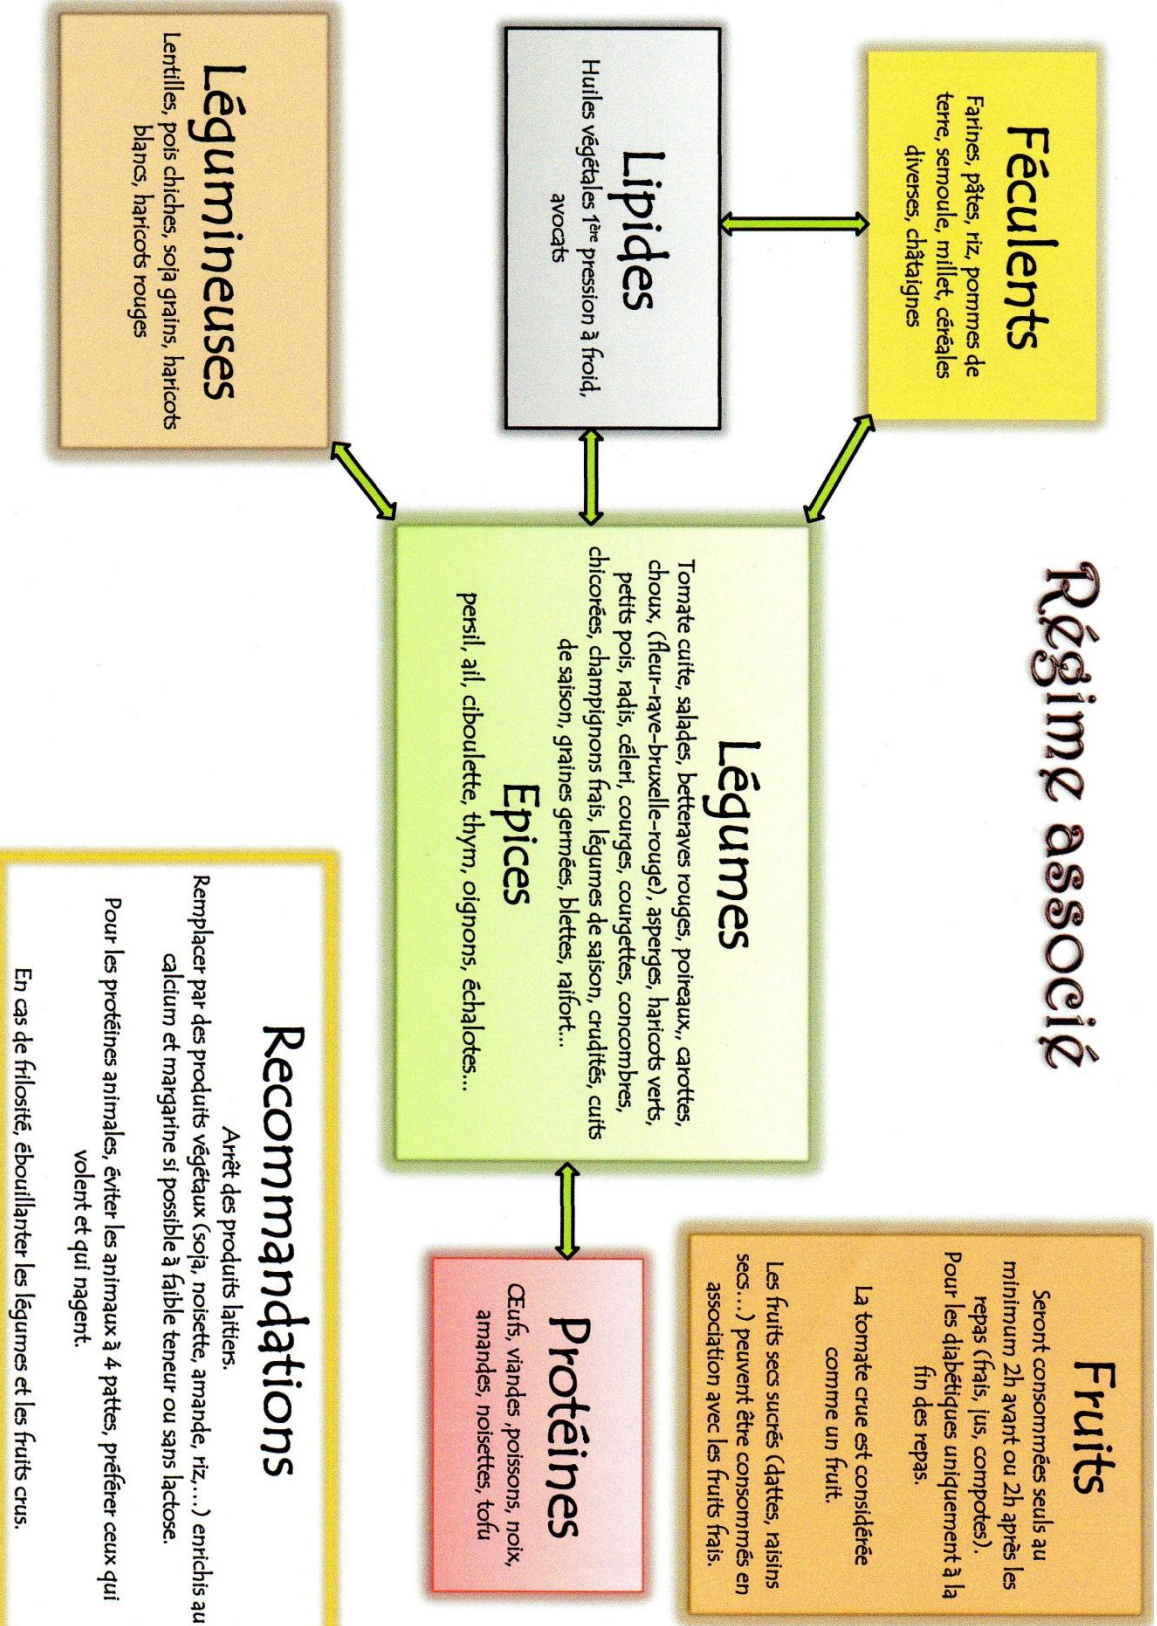 Régime associé
Féculents
Farines, pâtes, riz, pommes de
terre, semoule, millet, céréales
diverses, châtaignes
Lipides
Huiles végétales 1ère pression à froid,
avocats
Légumineuses
Lentilles, pois chiches, soja grains, haricots
blancs, haricots rouges
Légumes
Tomate cuite, salades, betteraves rouges, poireaux,, carottes,
choux, (fleur-rave-bruxelle-rouge), asperges, haricots verts,
petits pois, radis, céleri, courges, courgettes, concombres,
chicorées, champignons frais, légumes de saison, crudités, cuits
de saison, graines germées, blettes, raifort...
Epices
persil, ail, ciboulette, thym, oignons, échalotes...
Fruits
Seront consommées seuls au
minimum 2h avant ou 2h après les
repas (frais, jus, compotes).
Pour les diabétiques uniquement à la
fin des repas.
La tomate crue est considérée
comme un fruit.
Les fruits secs sucrés (dattes, raisins
secs...) peuvent être consommés en
association avec les fruits frais.
Protéines
Œufs, viandes ,poissons, noix,
amandes, noisettes, tofu
Recommandations
Arrêt des produits laitiers.
Remplacer par des produits végétaux (soja, noisette, amande, riz,...) enrichis au
calcium et margarine si possible à faible teneur ou sans lactose.
Pour les protéines animales, éviter les animaux à 4 pattes, préférer ceux qui
volent et qui nagent.
En cas de frilosité, ébouillanter les légumes et les fruits crus.